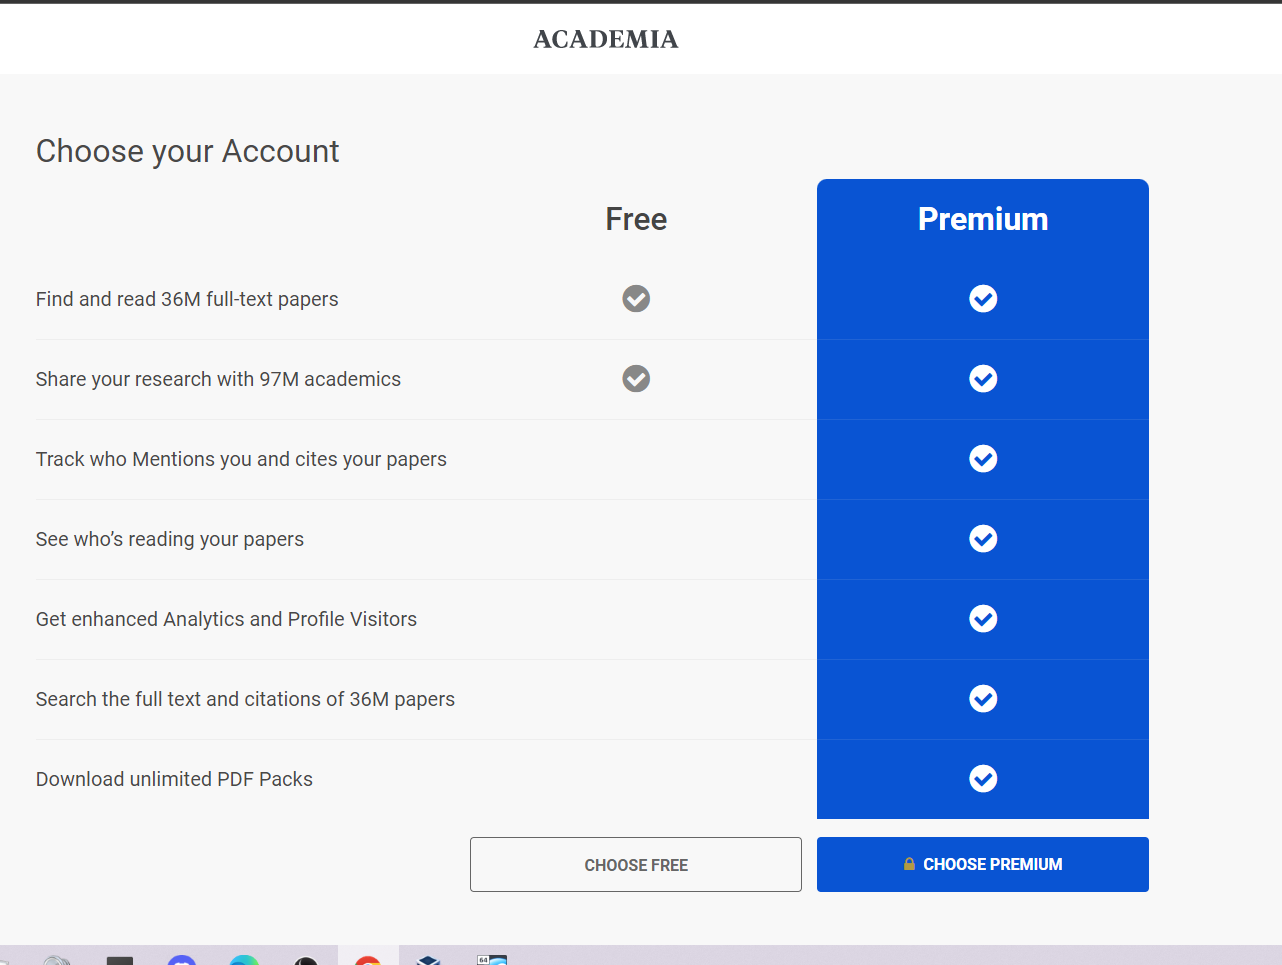 ACADEMIA
Choose your Account
Free Premium
Find and read 36M full-text papers
Share your research with 97M academics
Track who Mentions you and cites your papers
See who’s reading your papers
Get enhanced Analytics and Profile Visitors
Search the full text and citations of 36M papers
Download unlimited PDF Packs
CHOOSE FREE CHOOSE PREMIUM
64